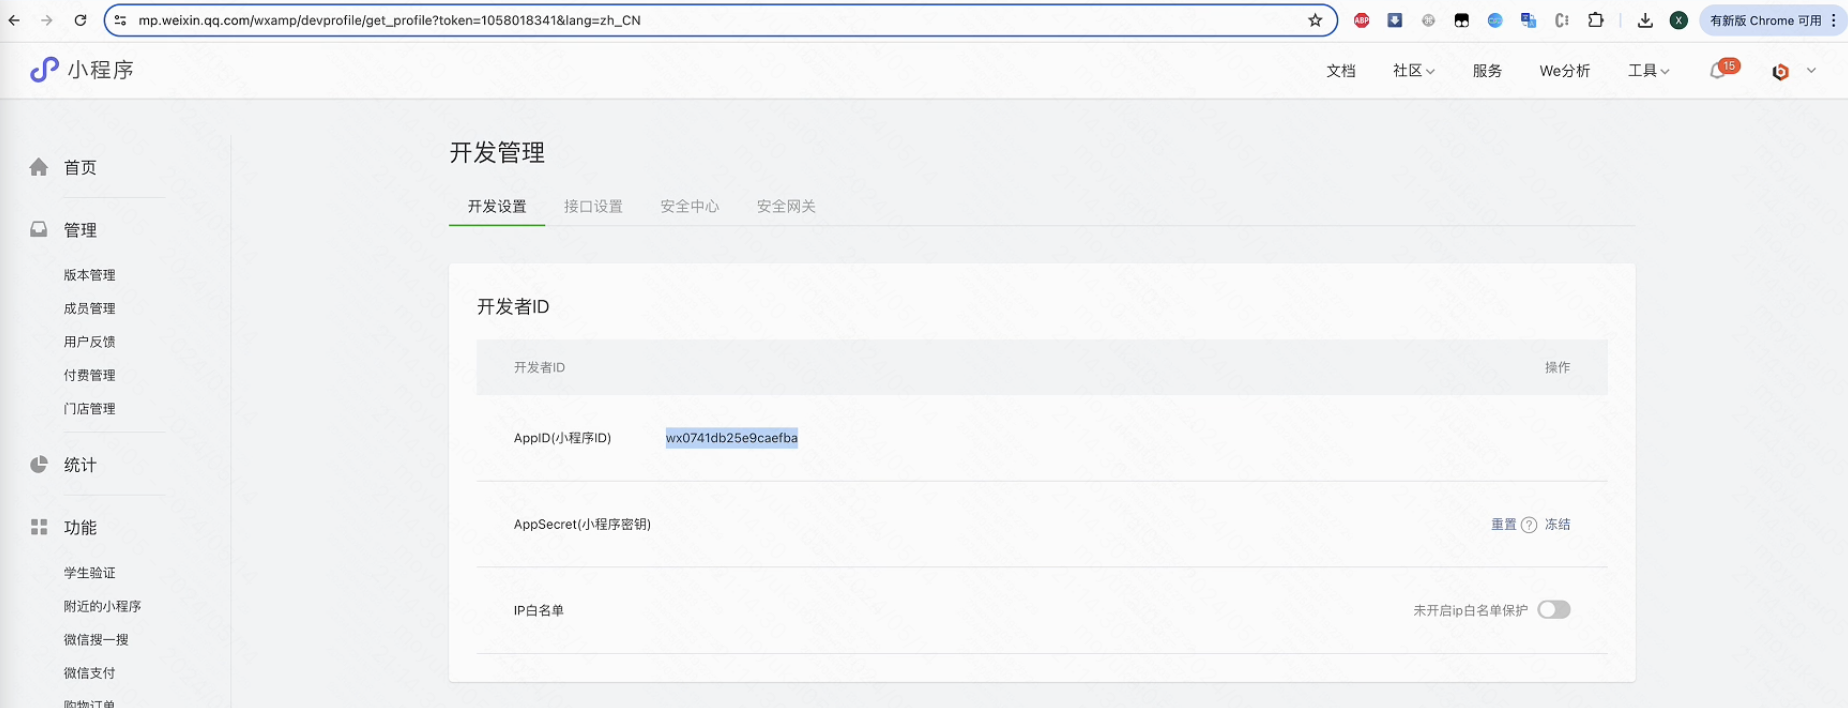 mp.weixin.qq.com/wxamp/devprofile/get_profile?token=1058018341&lang=zh_CN
ABP
X
有新版 Chrome 可用
小程序
文档
社区
服务
We分析
工具
15
首页
管理
版本管理
成员管理
用户反馈
付费管理
门店管理
统计
功能
学生验证
附近的小程序
微信搜一搜
微信支付
购物订单
开发管理
开发设置
接口设置
安全中心
安全网关
开发者ID
开发者ID
操作
AppID(小程序ID)
wx0741db25e9caefba
AppSecret(小程序密钥)
重置
?
冻结
IP白名单
未开启ip白名单保护